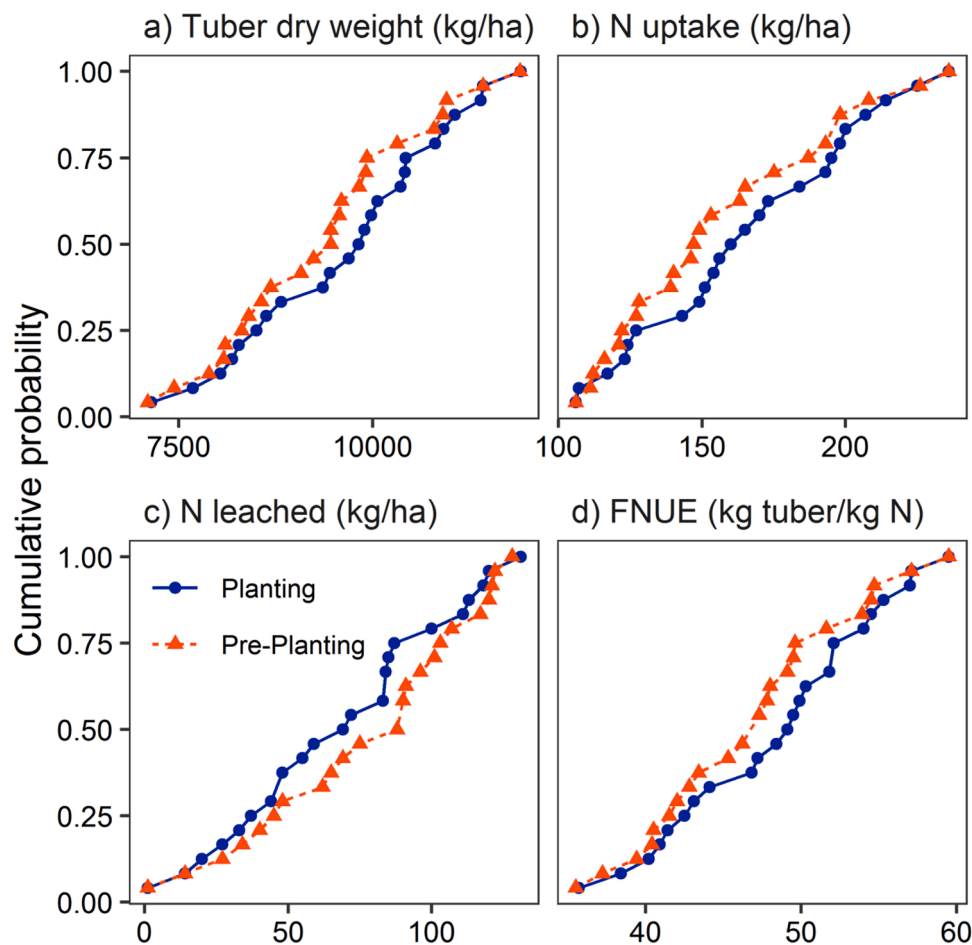 a) Tuber dry weight (kg/ha)
b) N uptake (kg/ha)
1.00
0.75
0.50
0.25
0.00
7500 10000
100 150 200
Cumulative probability
c) N leached (kg/ha)
d) FNUE (kg tuber/kg N)
1.00
0.75
0.50
0.25
0.00
Planting
Pre-Planting
0 50 100
40 50 60